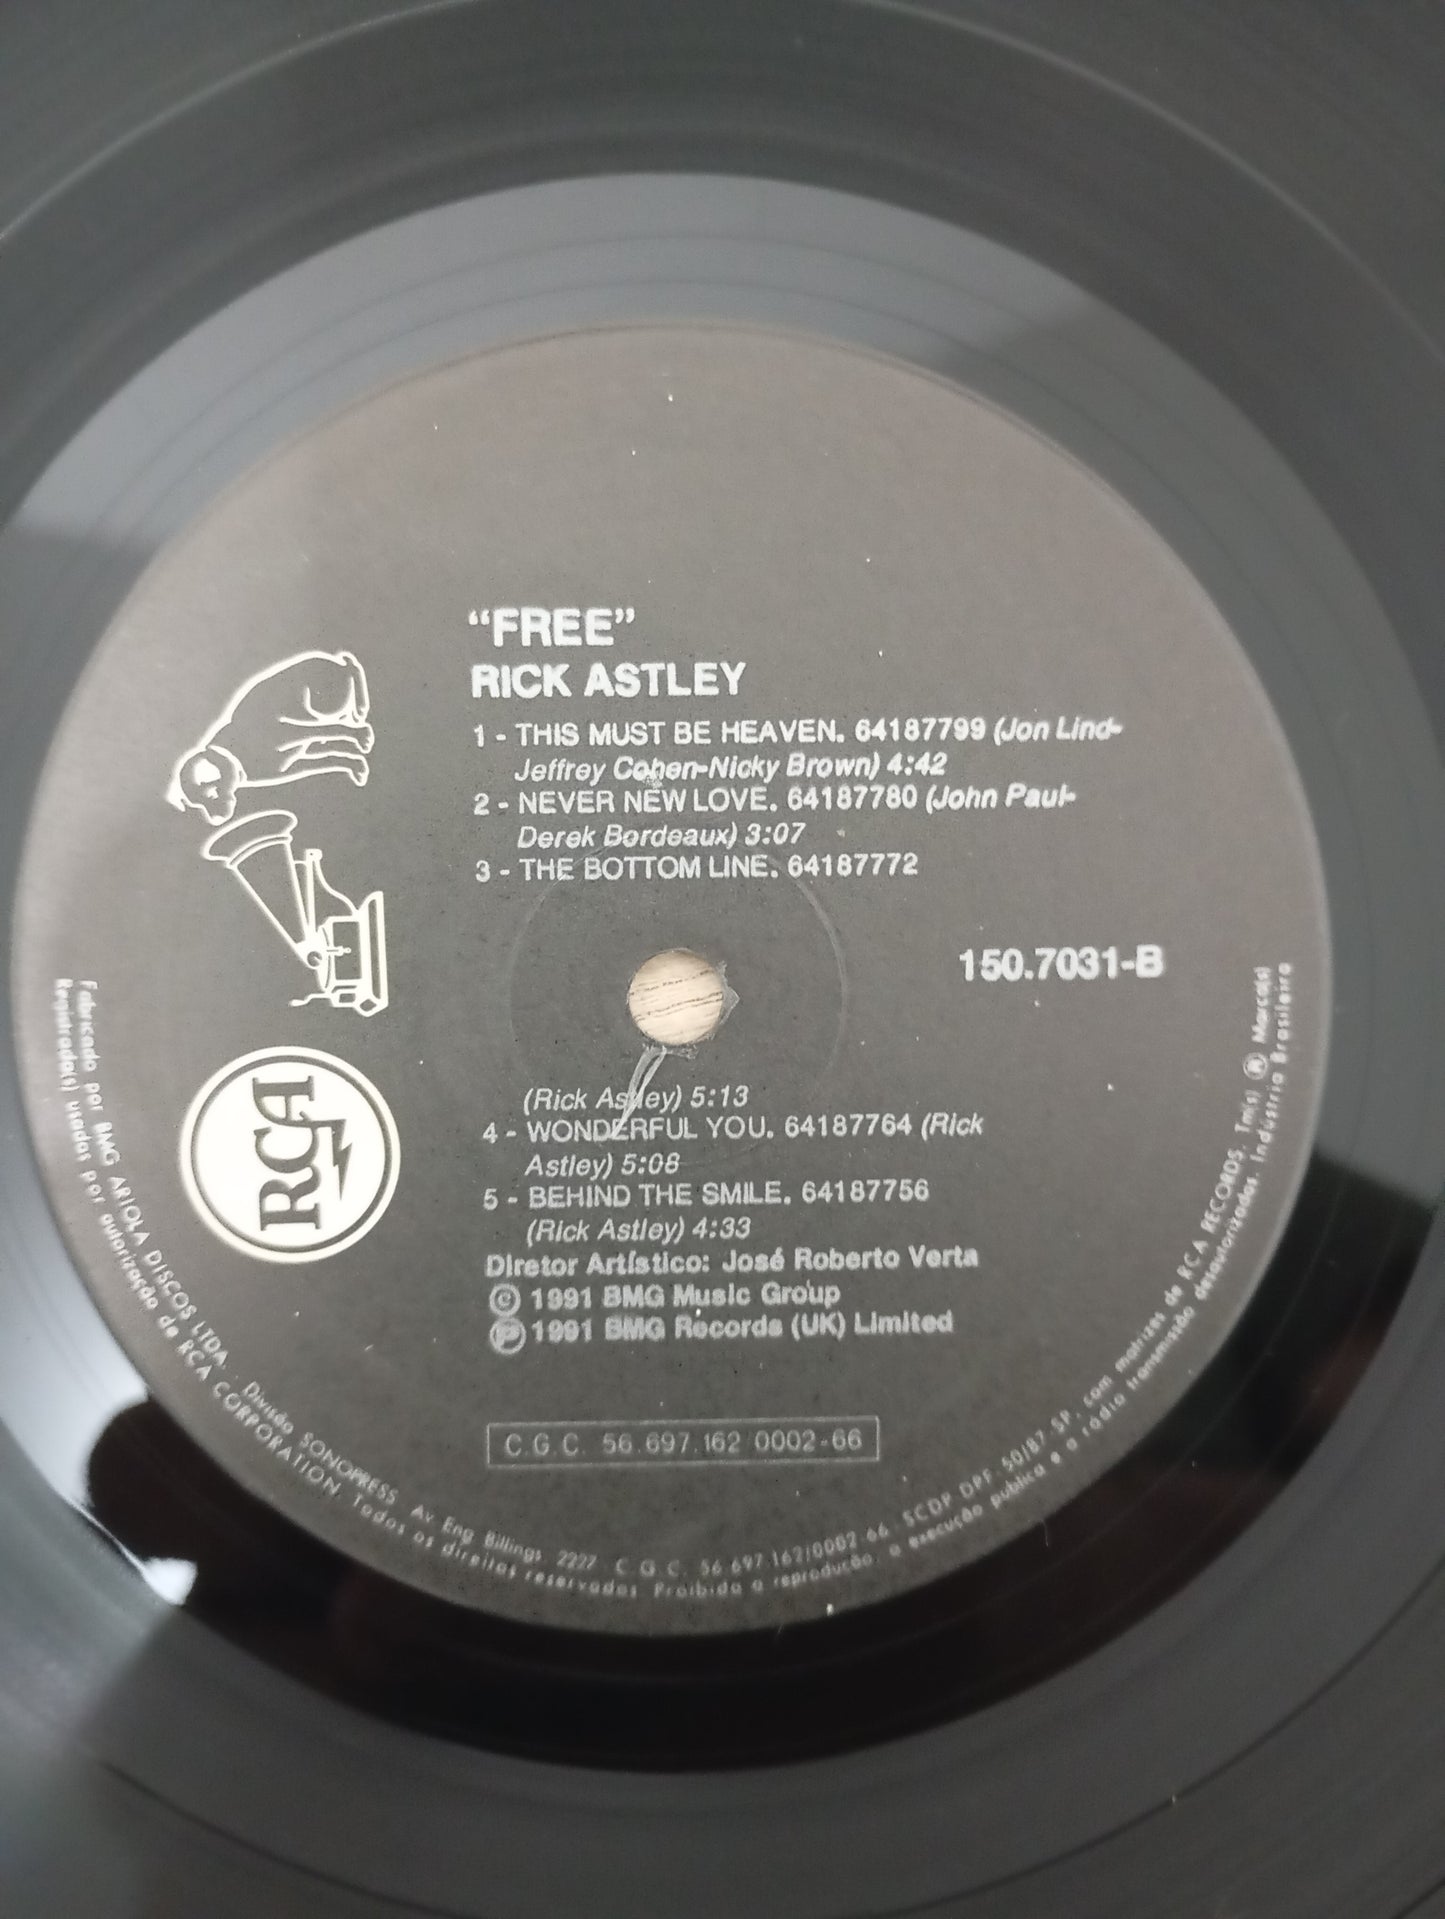 "FREE"
RICK ASTLEY
1 - THIS MUST BE HEAVEN. 64187799 (Jon Lind-
Jeffrey Cohen-Nicky Brown) 4:42
2 - NEVER NEW LOVE. 64187780 (John Paul-
Derek Bordeaux) 3:07
3 - THE BOTTOM LINE. 64187772
150.7031-B
(Rick Astley) 5:13
4 - WONDERFUL YOU. 64187764 (Rick
Astley) 5:08
5 - BEHIND THE SMILE. 64187756
(Rick Astley) 4:33
Diretor Artístico: José Roberto Verta
© 1991 BMG Music Group
℗ 1991 BMG Records (UK) Limited
C.G.C. 56.697.162/0002-66
RCA
Fabricado por BMG ARIOLA DISCOS LTDA. Divisão SONOPRESS Av Eng Billings, 2227 C.G.C. 56.697.162/0002-66 SCDP DPF 50/87-SP, com matrizes de RCA RECORDS. Tm(s) ® Marca(s)
Registrada(s) usadas por autorização de RCA CORPORATION. Todos os direitos reservados. Proibida a reprodução, a execução pública e a rádio transmissão desautorizadas. Indústria Brasileira